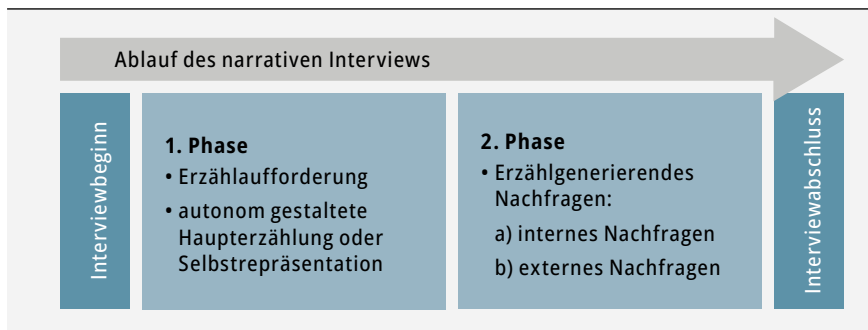 Ablauf des narrativen Interviews
Interviewbeginn
1. Phase
• Erzählaufforderung
• autonom gestaltete
Haupterzählung oder
Selbstrepräsentation
2. Phase
• Erzählgenerierendes
Nachfragen:
a) internes Nachfragen
b) externes Nachfragen
Interviewabschluss